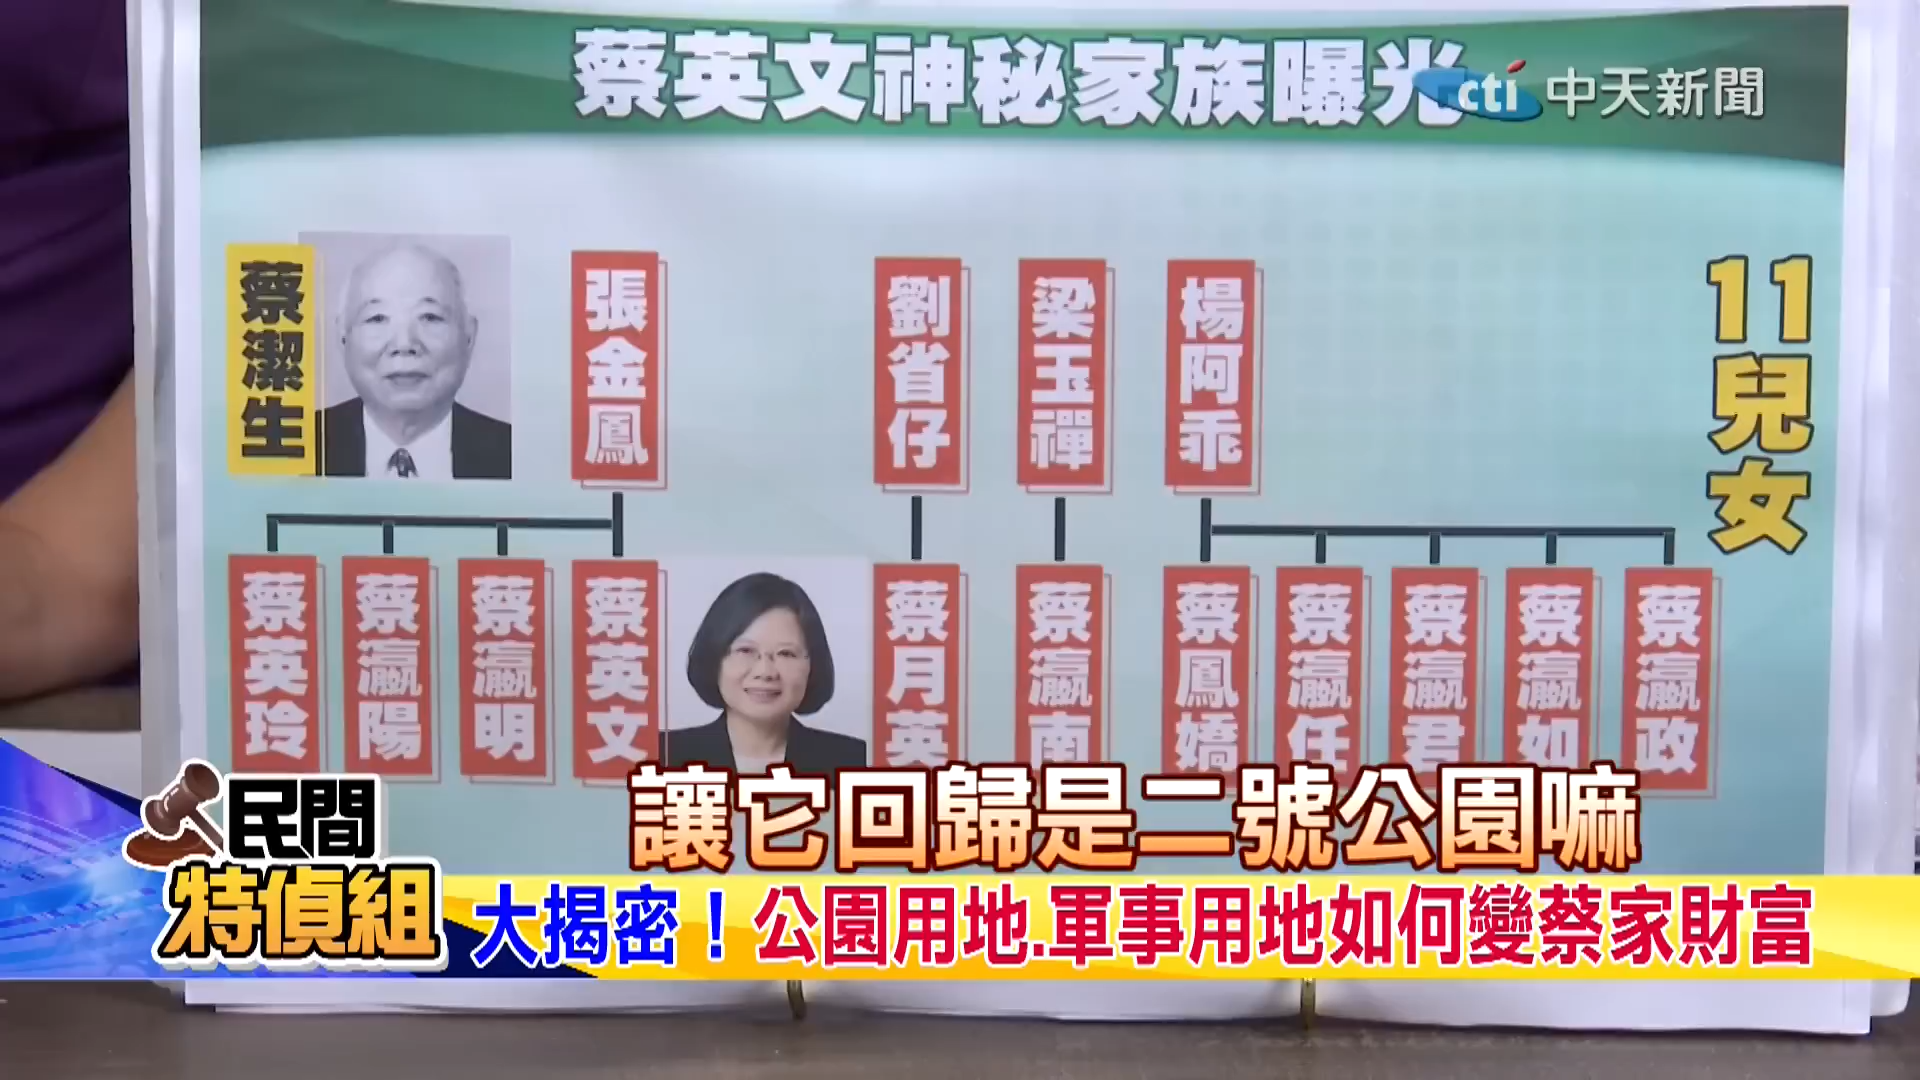 蔡英文神秘家族曝光
cti 中天新聞
蔡潔生
張金鳳
劉省仔
梁玉禪
楊阿乖
11兒女
蔡英玲
蔡瀛陽
蔡瀛明
蔡英文
蔡月英
蔡瀛南
蔡鳳嬌
蔡瀛任
蔡瀛君
蔡瀛如
蔡瀛政
讓它回歸是二號公園嘛
民間
特偵組
大揭密！公園用地.軍事用地如何變蔡家財富